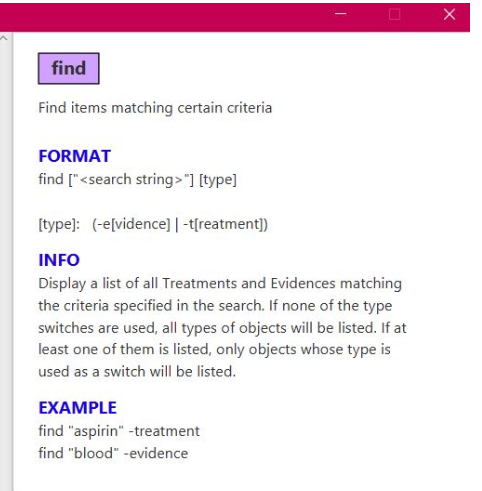 find
Find items matching certain criteria
FORMAT
find ["<search string>"] [type]
[type]: (-e[vidence] | -t[reatment])
INFO
Display a list of all Treatments and Evidences matching
the criteria specified in the search. If none of the type
switches are used, all types of objects will be listed. If at
least one of them is listed, only objects whose type is
used as a switch will be listed.
EXAMPLE
find "aspirin" -treatment
find "blood" -evidence